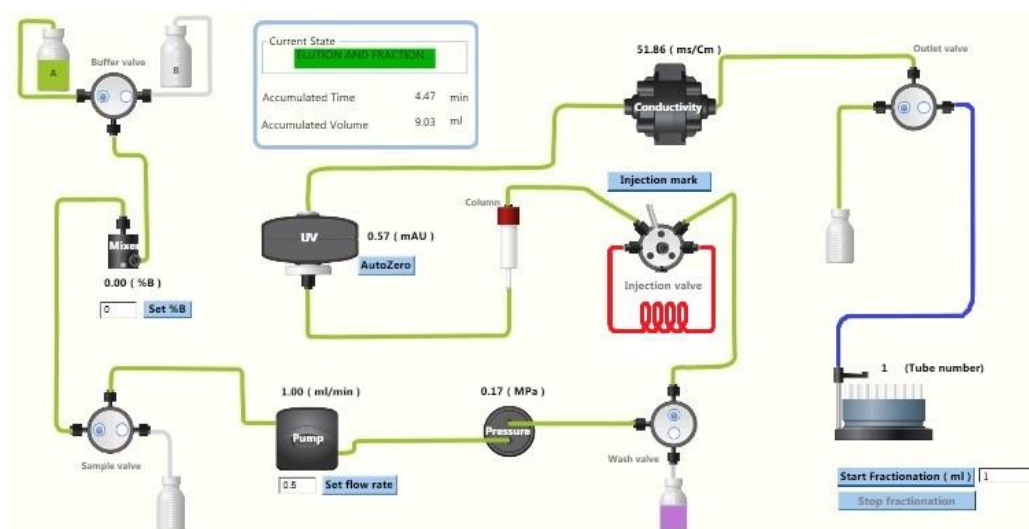 Current State
ELUTION AND FRACTION
Accumulated Time 4.47 min
Accumulated Volume 9.03 ml
A
B
Buffer valve
51.86 ( ms/Cm )
Conductivity
Outlet valve
Injection mark
Column
UV
0.57 ( mAU )
AutoZero
Injection valve
Mixer
0.00 ( %B )
0 Set %B
1.00 ( ml/min )
Pump
0.5 Set flow rate
0.17 ( MPa )
Pressure
Wash valve
Sample valve
1 (Tube number)
Start Fractionation ( ml ) 1
Stop fractionation